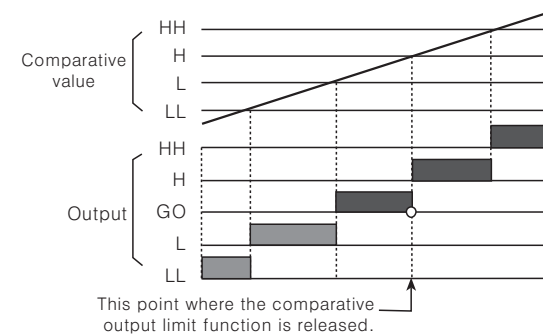 HH
H
Comparative
value
L
LL
HH
H
Output
GO
L
LL
This point where the comparative
output limit function is released.